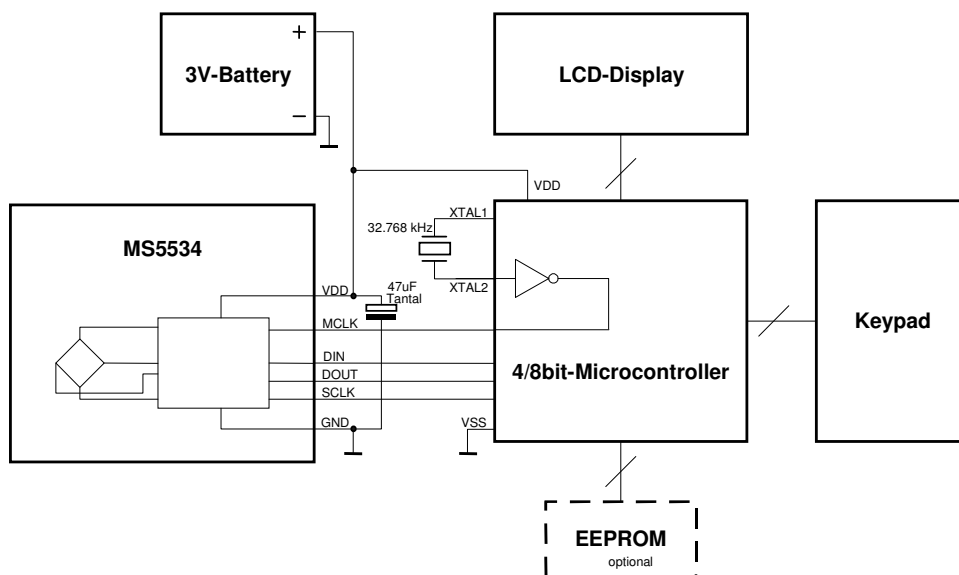 +
3V-Battery
−
LCD-Display
VDD
XTAL1
32.768 kHz
XTAL2
MS5534
VDD
47uF
Tantal
MCLK
DIN
DOUT
SCLK
GND
VSS
4/8bit-Microcontroller
Keypad
EEPROM
optional